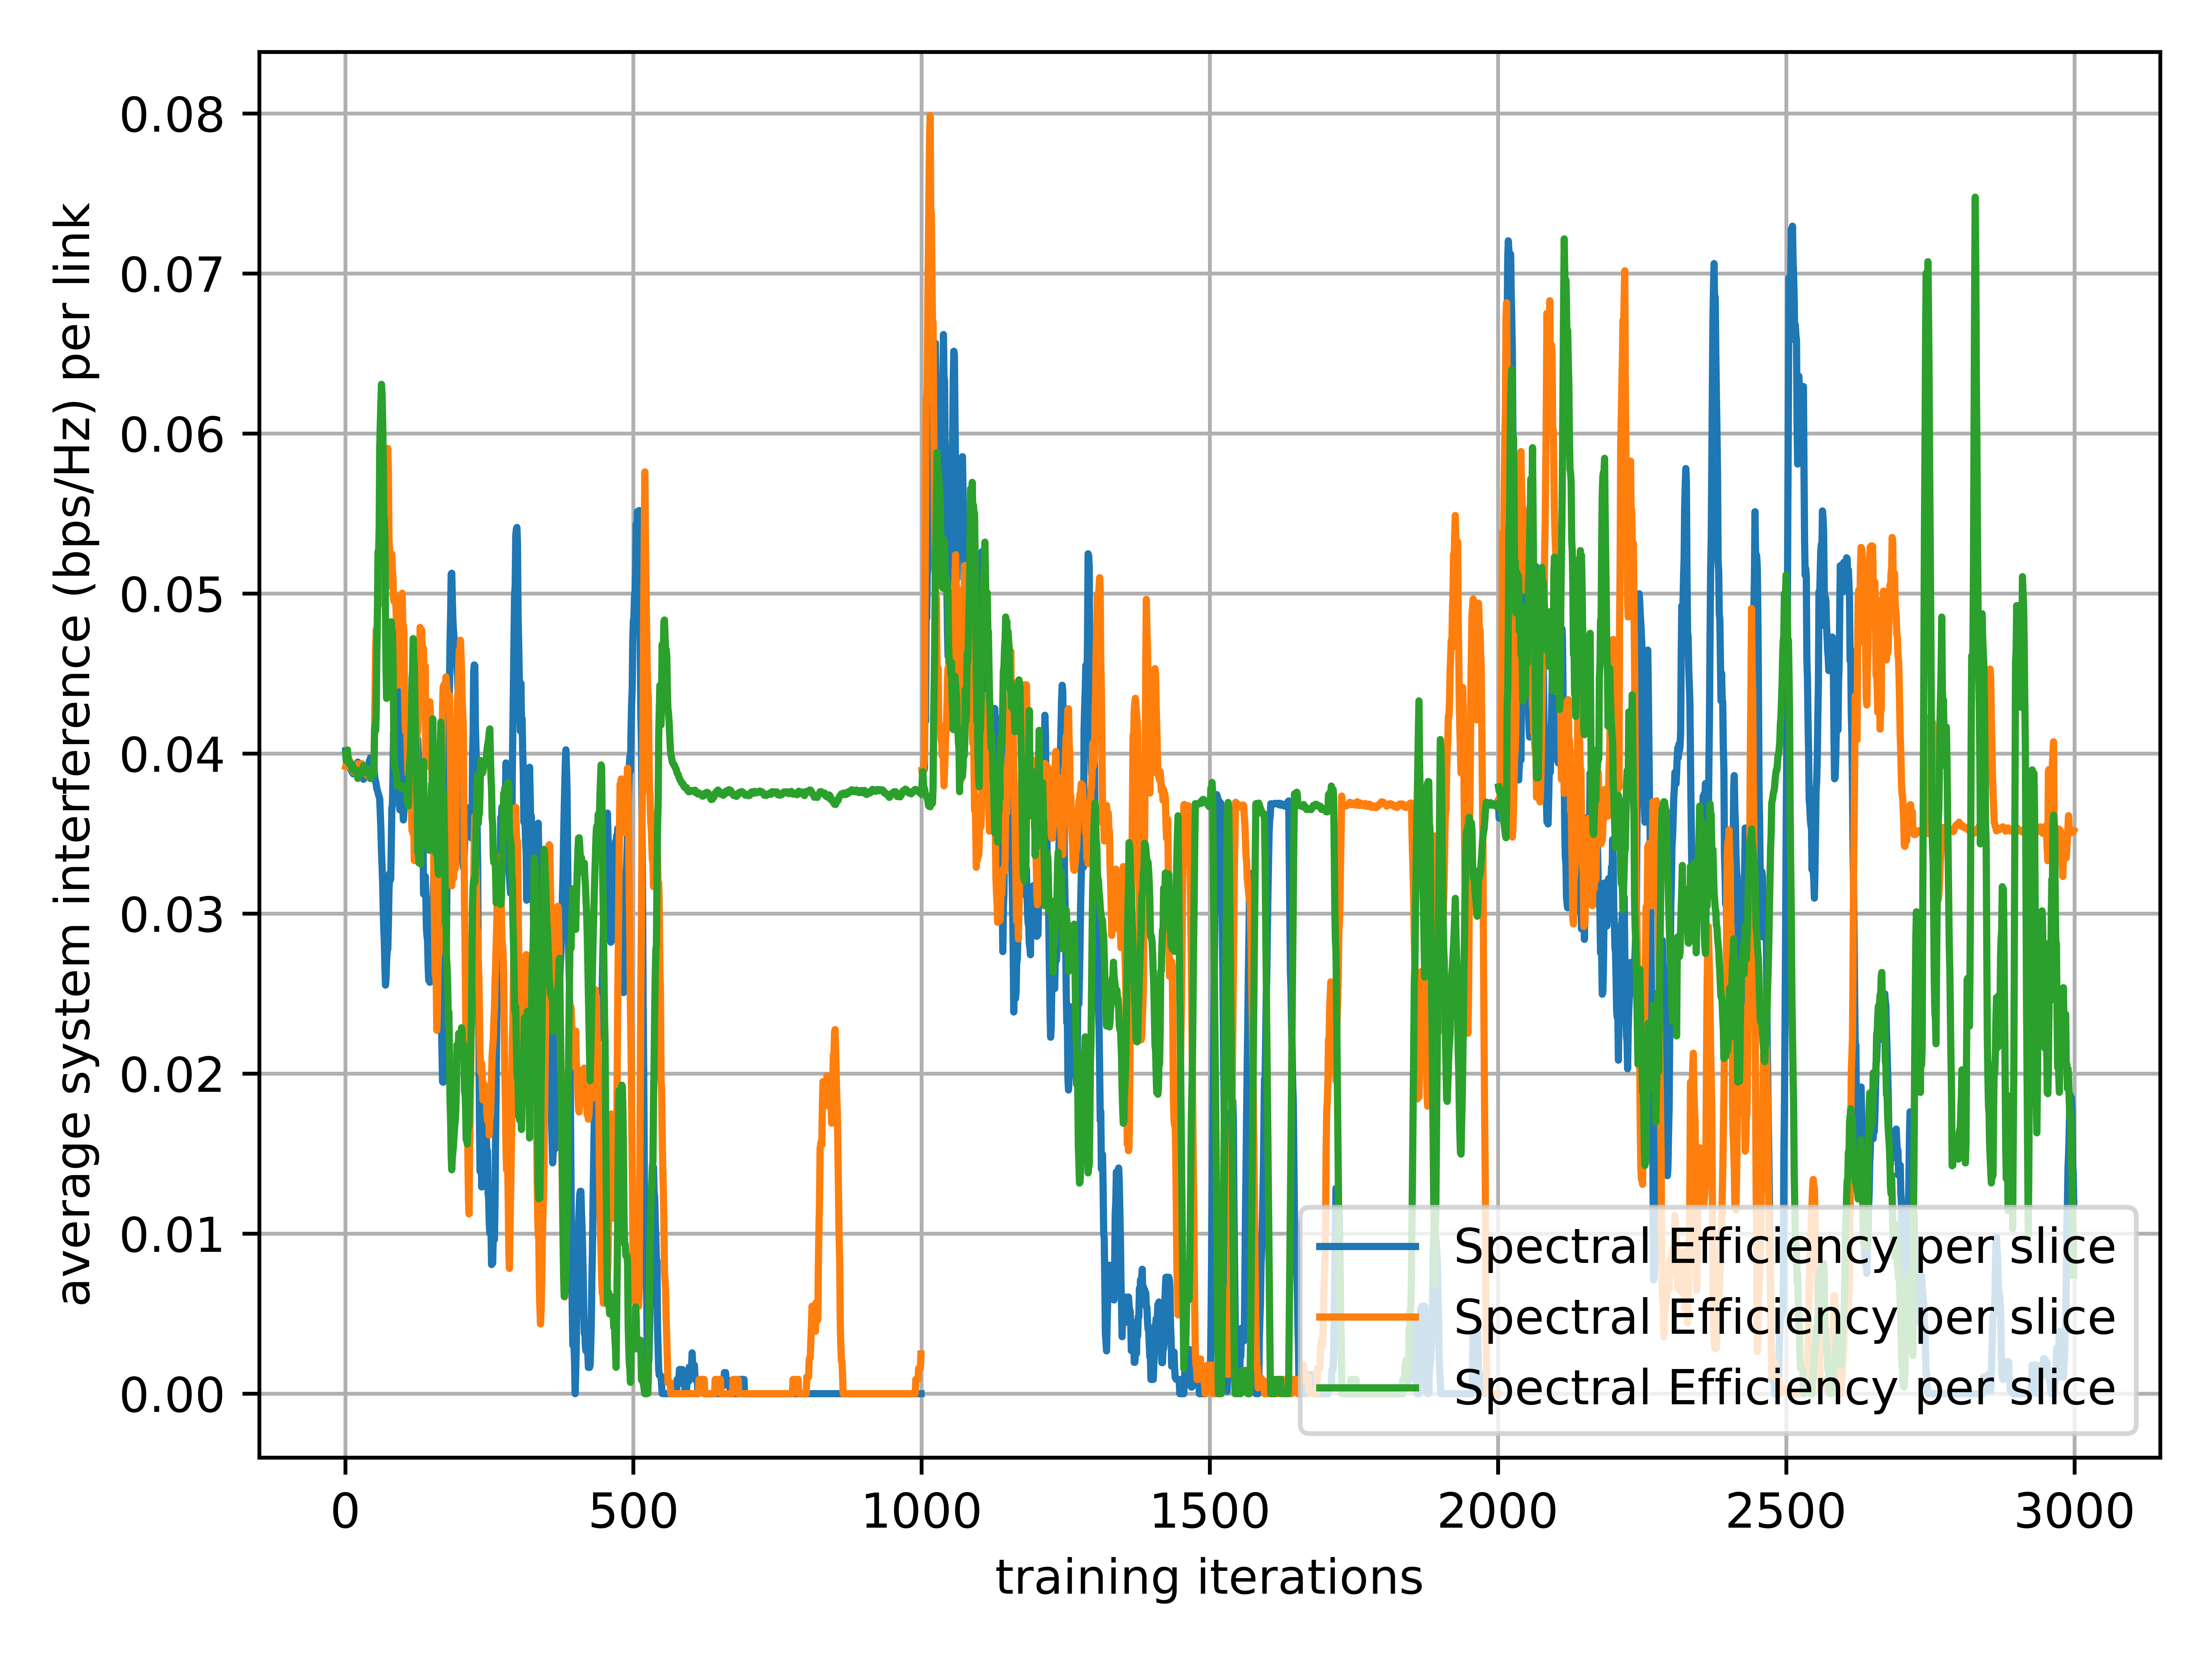 average system interference (bps/Hz) per link
0.08
0.07
0.06
0.05
0.04
0.03
0.02
0.01
0.00
Spectral Efficiency per slice
Spectral Efficiency per slice
Spectral Efficiency per slice
0 500 1000 1500 2000 2500 3000
training iterations